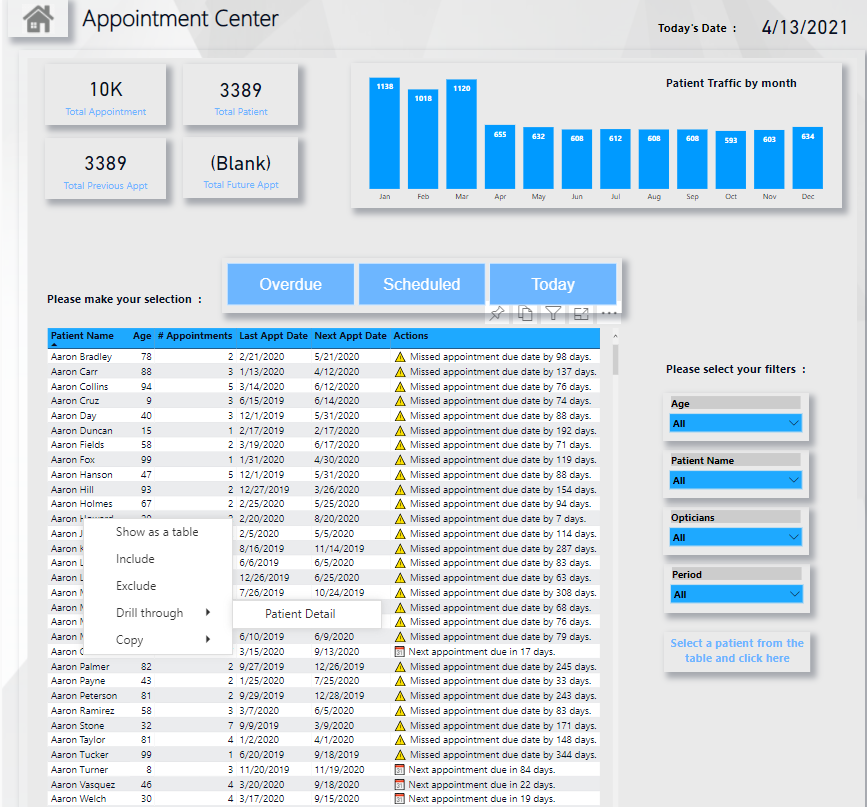 Appointment Center
Today's Date : 4/13/2021
10K
Total Appointment
3389
Total Patient
3389
Total Previous Appt
(Blank)
Total Future Appt
Patient Traffic by month
1138 1018 1120 655 632 608 612 608 608 593 603 634
Jan Feb Mar Apr May Jun Jul Aug Sep Oct Nov Dec
Please make your selection :
Overdue Scheduled Today
Patient Name Age # Appointments Last Appt Date Next Appt Date Actions
Aaron Bradley 78 2 2/21/2020 5/21/2020 Missed appointment due date by 98 days.
Aaron Carr 88 3 1/13/2020 4/12/2020 Missed appointment due date by 137 days.
Aaron Collins 94 5 3/14/2020 6/12/2020 Missed appointment due date by 76 days.
Aaron Cruz 9 3 6/15/2019 6/14/2020 Missed appointment due date by 74 days.
Aaron Day 40 3 12/1/2019 5/31/2020 Missed appointment due date by 88 days.
Aaron Duncan 15 1 2/17/2019 2/17/2020 Missed appointment due date by 192 days.
Aaron Fields 58 2 3/19/2020 6/17/2020 Missed appointment due date by 71 days.
Aaron Fox 99 1 1/31/2020 4/30/2020 Missed appointment due date by 119 days.
Aaron Hanson 47 5 12/1/2019 5/31/2020 Missed appointment due date by 88 days.
Aaron Hill 93 2 12/27/2019 3/26/2020 Missed appointment due date by 154 days.
Aaron Holmes 67 2 2/25/2020 5/25/2020 Missed appointment due date by 94 days.
Aaron 2/20/2020 8/20/2020 Missed appointment due date by 7 days.
Aaron J 2/5/2020 5/5/2020 Missed appointment due date by 114 days.
Aaron 8/16/2019 11/14/2019 Missed appointment due date by 287 days.
Aaron L 6/6/2019 6/5/2020 Missed appointment due date by 83 days.
Aaron L 12/26/2019 6/25/2020 Missed appointment due date by 63 days.
Aaron 7/26/2019 10/24/2019 Missed appointment due date by 308 days.
Aaron Missed appointment due date by 68 days.
Aaron Missed appointment due date by 76 days.
Aaron 6/10/2019 6/9/2020 Missed appointment due date by 79 days.
Aaron 3/15/2020 9/13/2020 Next appointment due in 17 days.
Aaron Palmer 82 2 9/27/2019 12/26/2019 Missed appointment due date by 245 days.
Aaron Payne 43 2 1/25/2020 7/25/2020 Missed appointment due date by 33 days.
Aaron Peterson 81 2 9/29/2019 12/28/2019 Missed appointment due date by 243 days.
Aaron Ramirez 58 3 3/7/2020 6/5/2020 Missed appointment due date by 83 days.
Aaron Stone 32 7 9/9/2019 3/9/2020 Missed appointment due date by 171 days.
Aaron Taylor 81 4 1/2/2020 4/1/2020 Missed appointment due date by 148 days.
Aaron Tucker 99 1 6/20/2019 9/18/2019 Missed appointment due date by 344 days.
Aaron Turner 8 3 11/20/2019 11/19/2020 Next appointment due in 84 days.
Aaron Vasquez 46 4 3/20/2020 9/18/2020 Next appointment due in 22 days.
Aaron Welch 30 4 3/17/2020 9/15/2020 Next appointment due in 19 days.
Show as a table
Include
Exclude
Drill through
Copy
Patient Detail
Please select your filters :
Age
All
Patient Name
All
Opticians
All
Period
All
Select a patient from the
table and click here